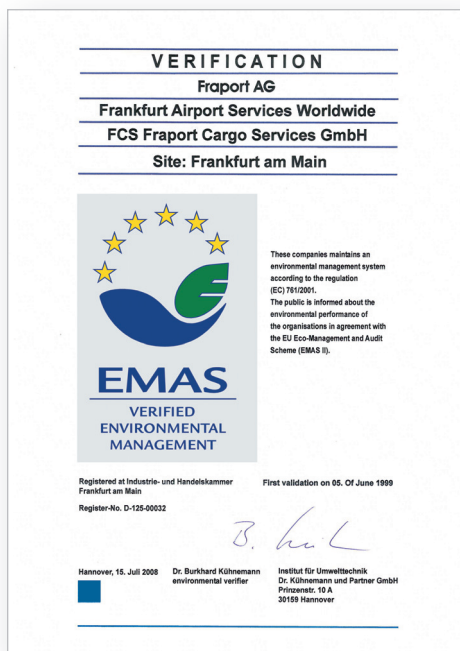 VERIFICATION
Fraport AG
Frankfurt Airport Services Worldwide
FCS Fraport Cargo Services GmbH
Site: Frankfurt am Main
EMAS
VERIFIED
ENVIRONMENTAL
MANAGEMENT
These companies maintains an
environmental management system
according to the regulation
(EC) 761/2001.
The public is informed about the
environmental performance of
the organisations in agreement with
the EU Eco-Management and Audit
Scheme (EMAS II).
Registered at Industrie- und Handelskammer
Frankfurt am Main
Register-No. D-125-00032
First validation on 05. Of June 1999
Hannover, 15. Juli 2008
Dr. Burkhard Kühnemann
environmental verifier
Institut für Umwelttechnik
Dr. Kühnemann und Partner GmbH
Prinzenstr. 10 A
30159 Hannover